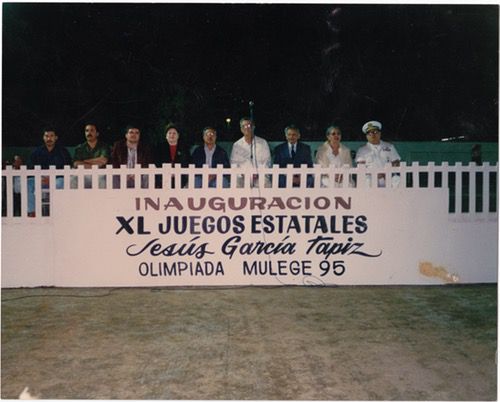 INAUGURACION
XL JUEGOS ESTATALES
Jesús García Tapiz
OLIMPIADA MULEGE 95